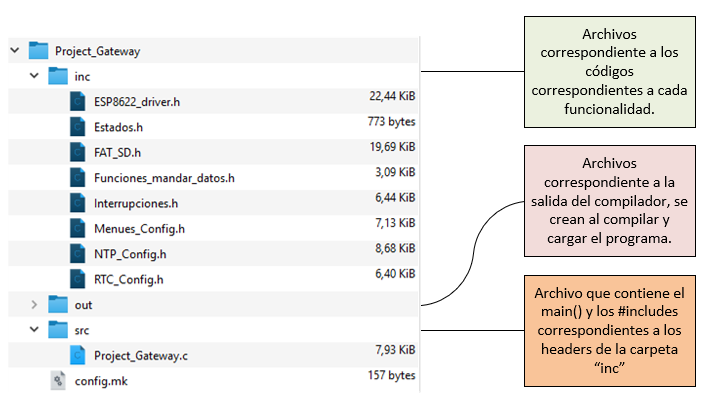 Project_Gateway
inc
ESP8622_driver.h 22,44 KiB
Estados.h 773 bytes
FAT_SD.h 19,69 KiB
Funciones_mandar_datos.h 3,09 KiB
Interrupciones.h 6,44 KiB
Menues_Config.h 7,13 KiB
NTP_Config.h 8,68 KiB
RTC_Config.h 6,40 KiB
out
src
Project_Gateway.c 7,93 KiB
config.mk 157 bytes
Archivos
correspondiente a los
códigos
correspondientes a cada
funcionalidad.
Archivos
correspondiente a la
salida del compilador, se
crean al compilar y
cargar el programa.
Archivo que contiene el
main() y los #includes
correspondientes a los
headers de la carpeta
“inc”